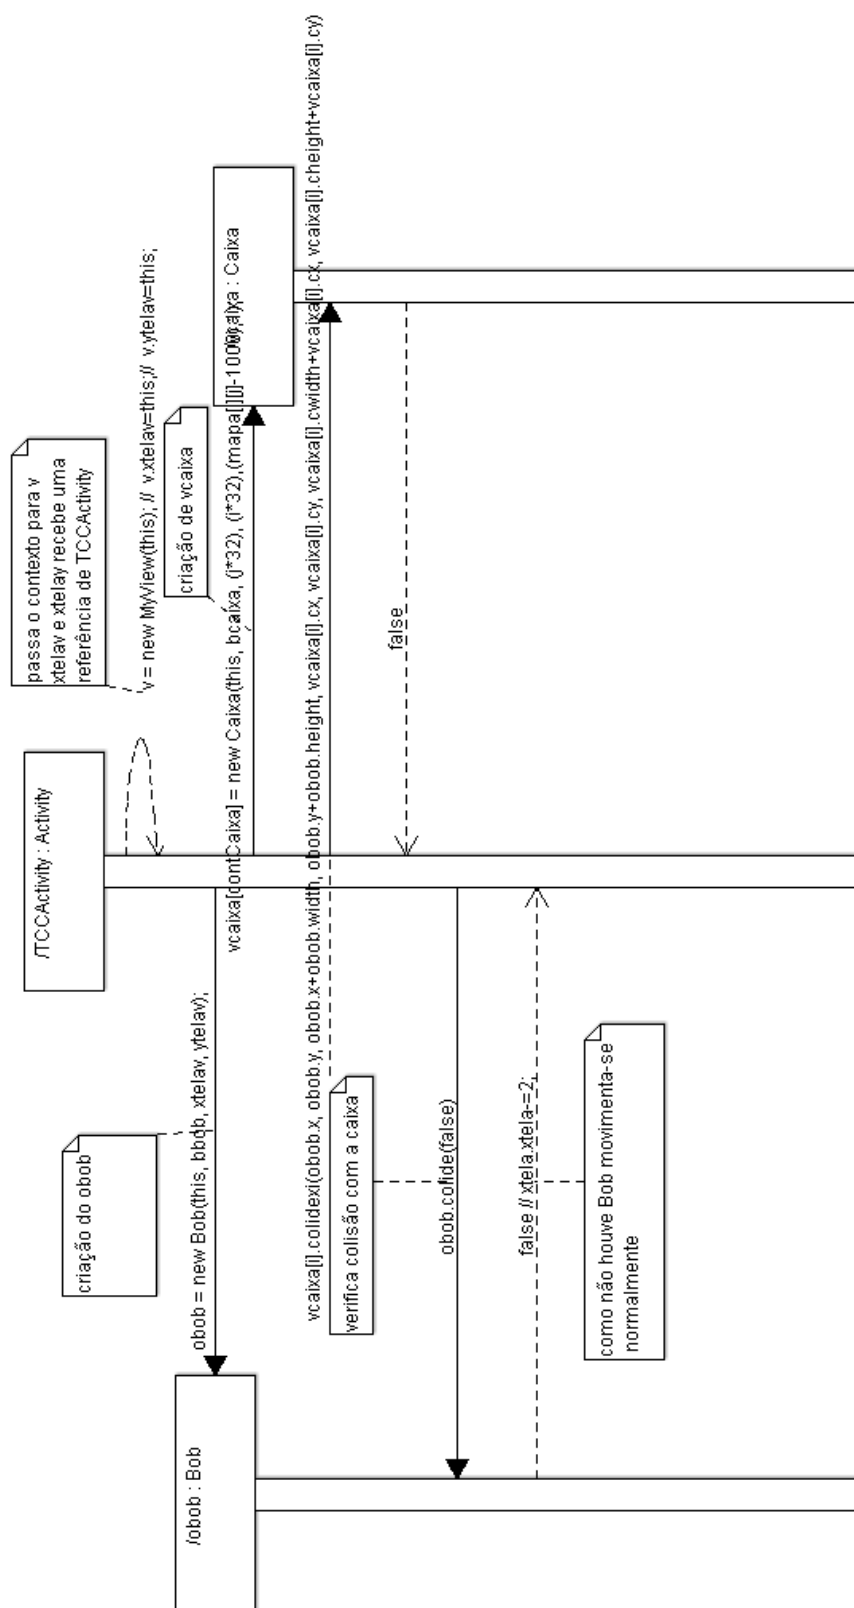 passa o contexto para v
xtelav e xtelay recebe uma
referência de TCCActivity
/TCCActivity : Activity
criação do obob
v = new MyView(this); // v.xtelav=this;// v.ytelav=this;
criação de vcaixa
/obob : Bob
obob = new Bob(this, bbob, xtelav, ytelav);
vcaixa[contCaixa] = new Caixa(this, bcaixa, (j*32), (i*32),(mapa[i][j]-1000
: Caixa
vcaixa[i].colidexi(obob.x, obob.y, obob.x+obob.width, obob.y+obob.height, vcaixa[i].cx, vcaixa[i].cy, vcaixa[i].cwidth+vcaixa[i].cx, vcaixa[i].cheight+vcaixa[i].cy)
verifica colisão com a caixa
false
obob.colide(false)
false // xtela.xtela-=2;
como não houve Bob movimenta-se
normalmente